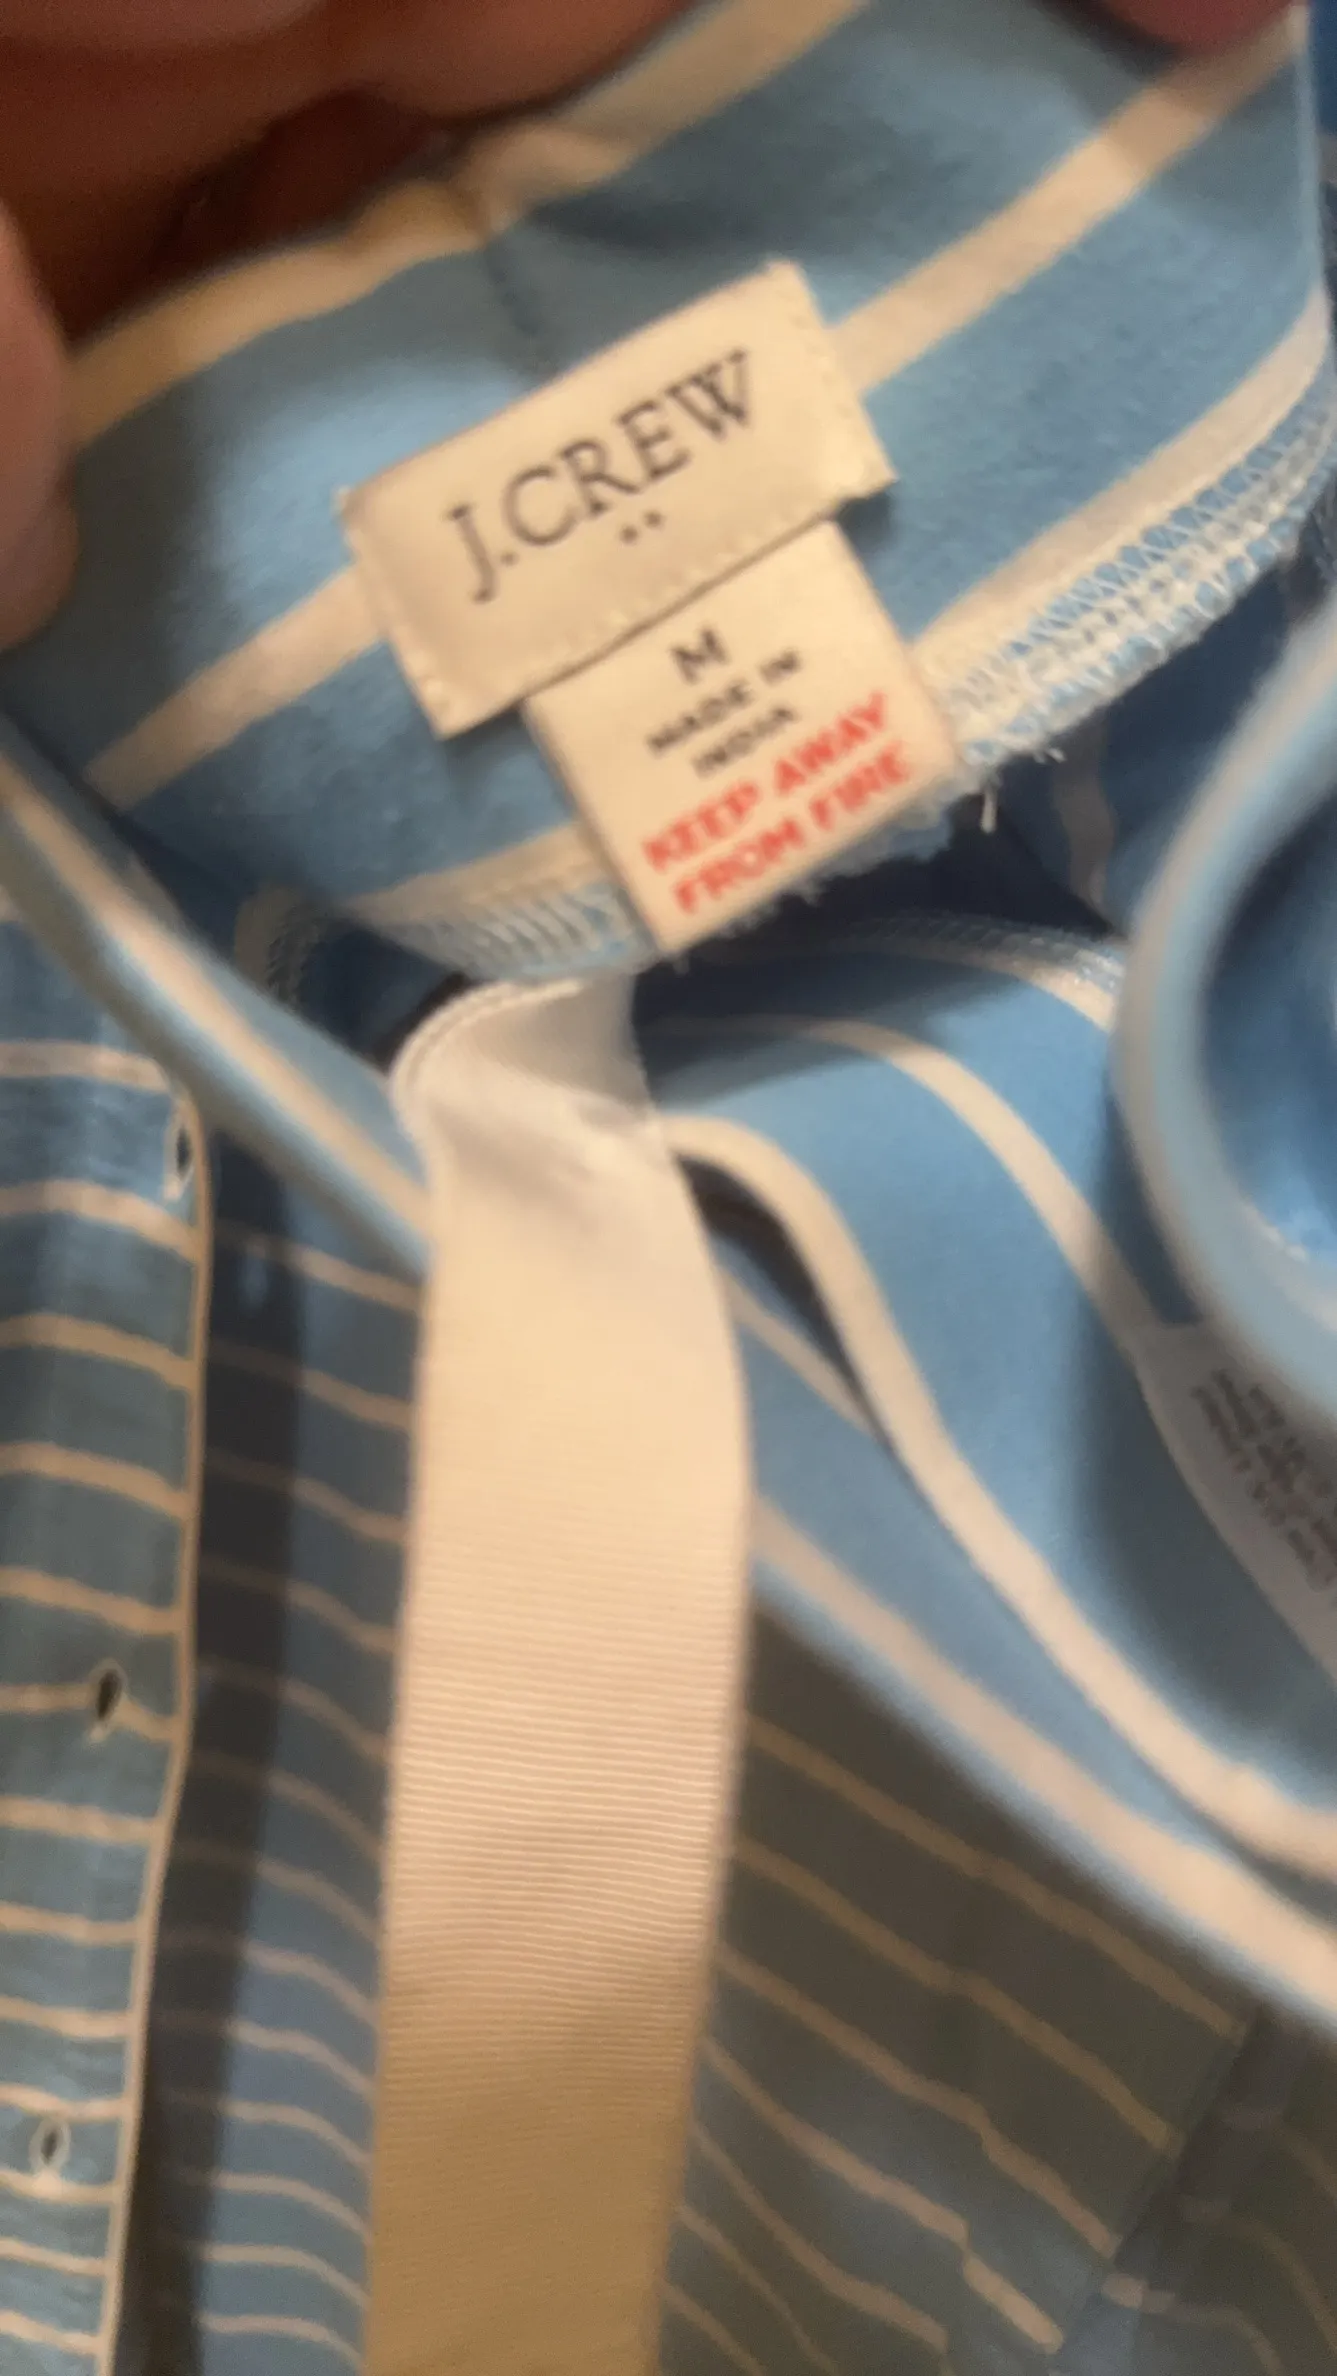 J.CREW
••
M
MADE IN
INDIA
KEEP AWAY
FROM FIRE